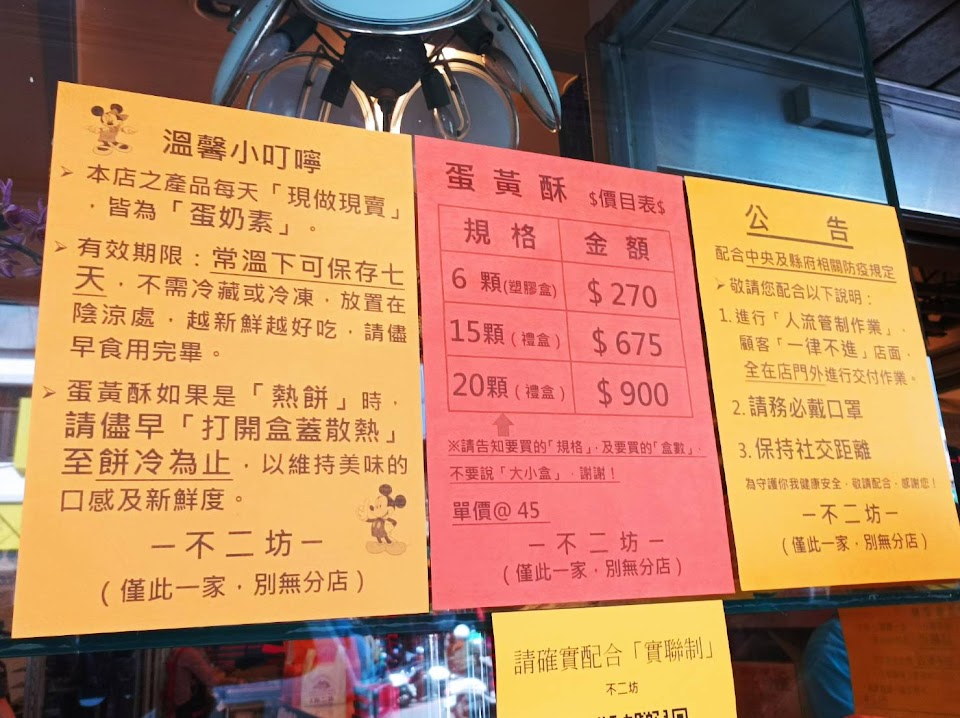 溫馨小叮嚀
➢ 本店之產品每天「現做現賣」
，皆為「蛋奶素」。
➢ 有效期限：常溫下可保存七
天，不需冷藏或冷凍，放置在
陰涼處，越新鮮越好吃，請儘
早食用完畢。
➢ 蛋黃酥如果是「熱餅」時，
請儘早「打開盒蓋散熱」
至餅冷為止，以維持美味的
口感及新鮮度。
－不二坊－
（僅此一家，別無分店）
蛋黃酥 $價目表$
規格 金額
6 顆(塑膠盒) $270
15顆(禮盒) $675
20顆(禮盒) $900
※請告知要買的「規格」，及要買的「盒數」，
不要說「大小盒」，謝謝！
單價@ 45
－不二坊－
（僅此一家，別無分店）
公告
配合中央及縣府相關防疫規定
➢ 敬請您配合以下說明：
1.進行「人流管制作業」，
顧客「一律不進」店面，
全在店門外進行交付作業。
2.請務必戴口罩
3.保持社交距離
為守護你我健康安全，敬請配合，感謝您！
－不二坊－
（僅此一家，別無分店）
請確實配合「實聯制」
不二坊